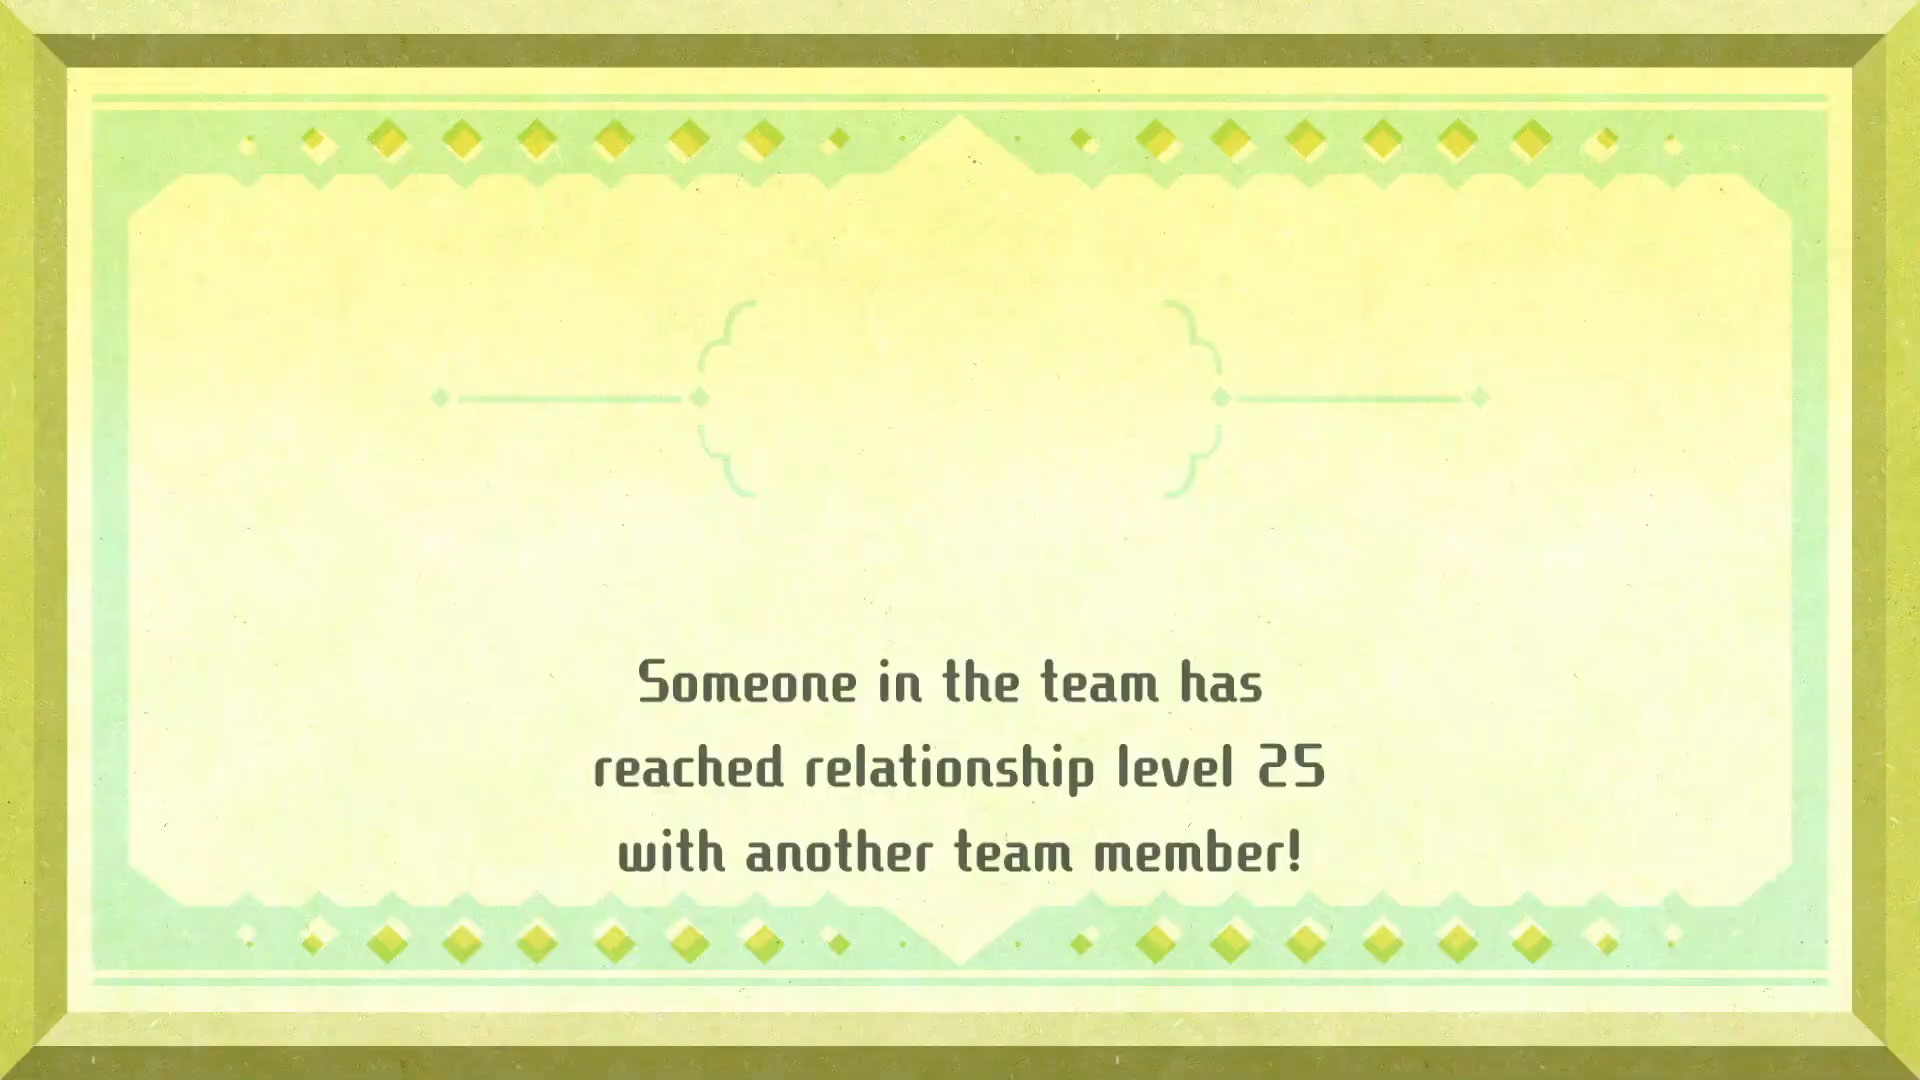 Someone in the team has
reached relationship level 25
with another team member!